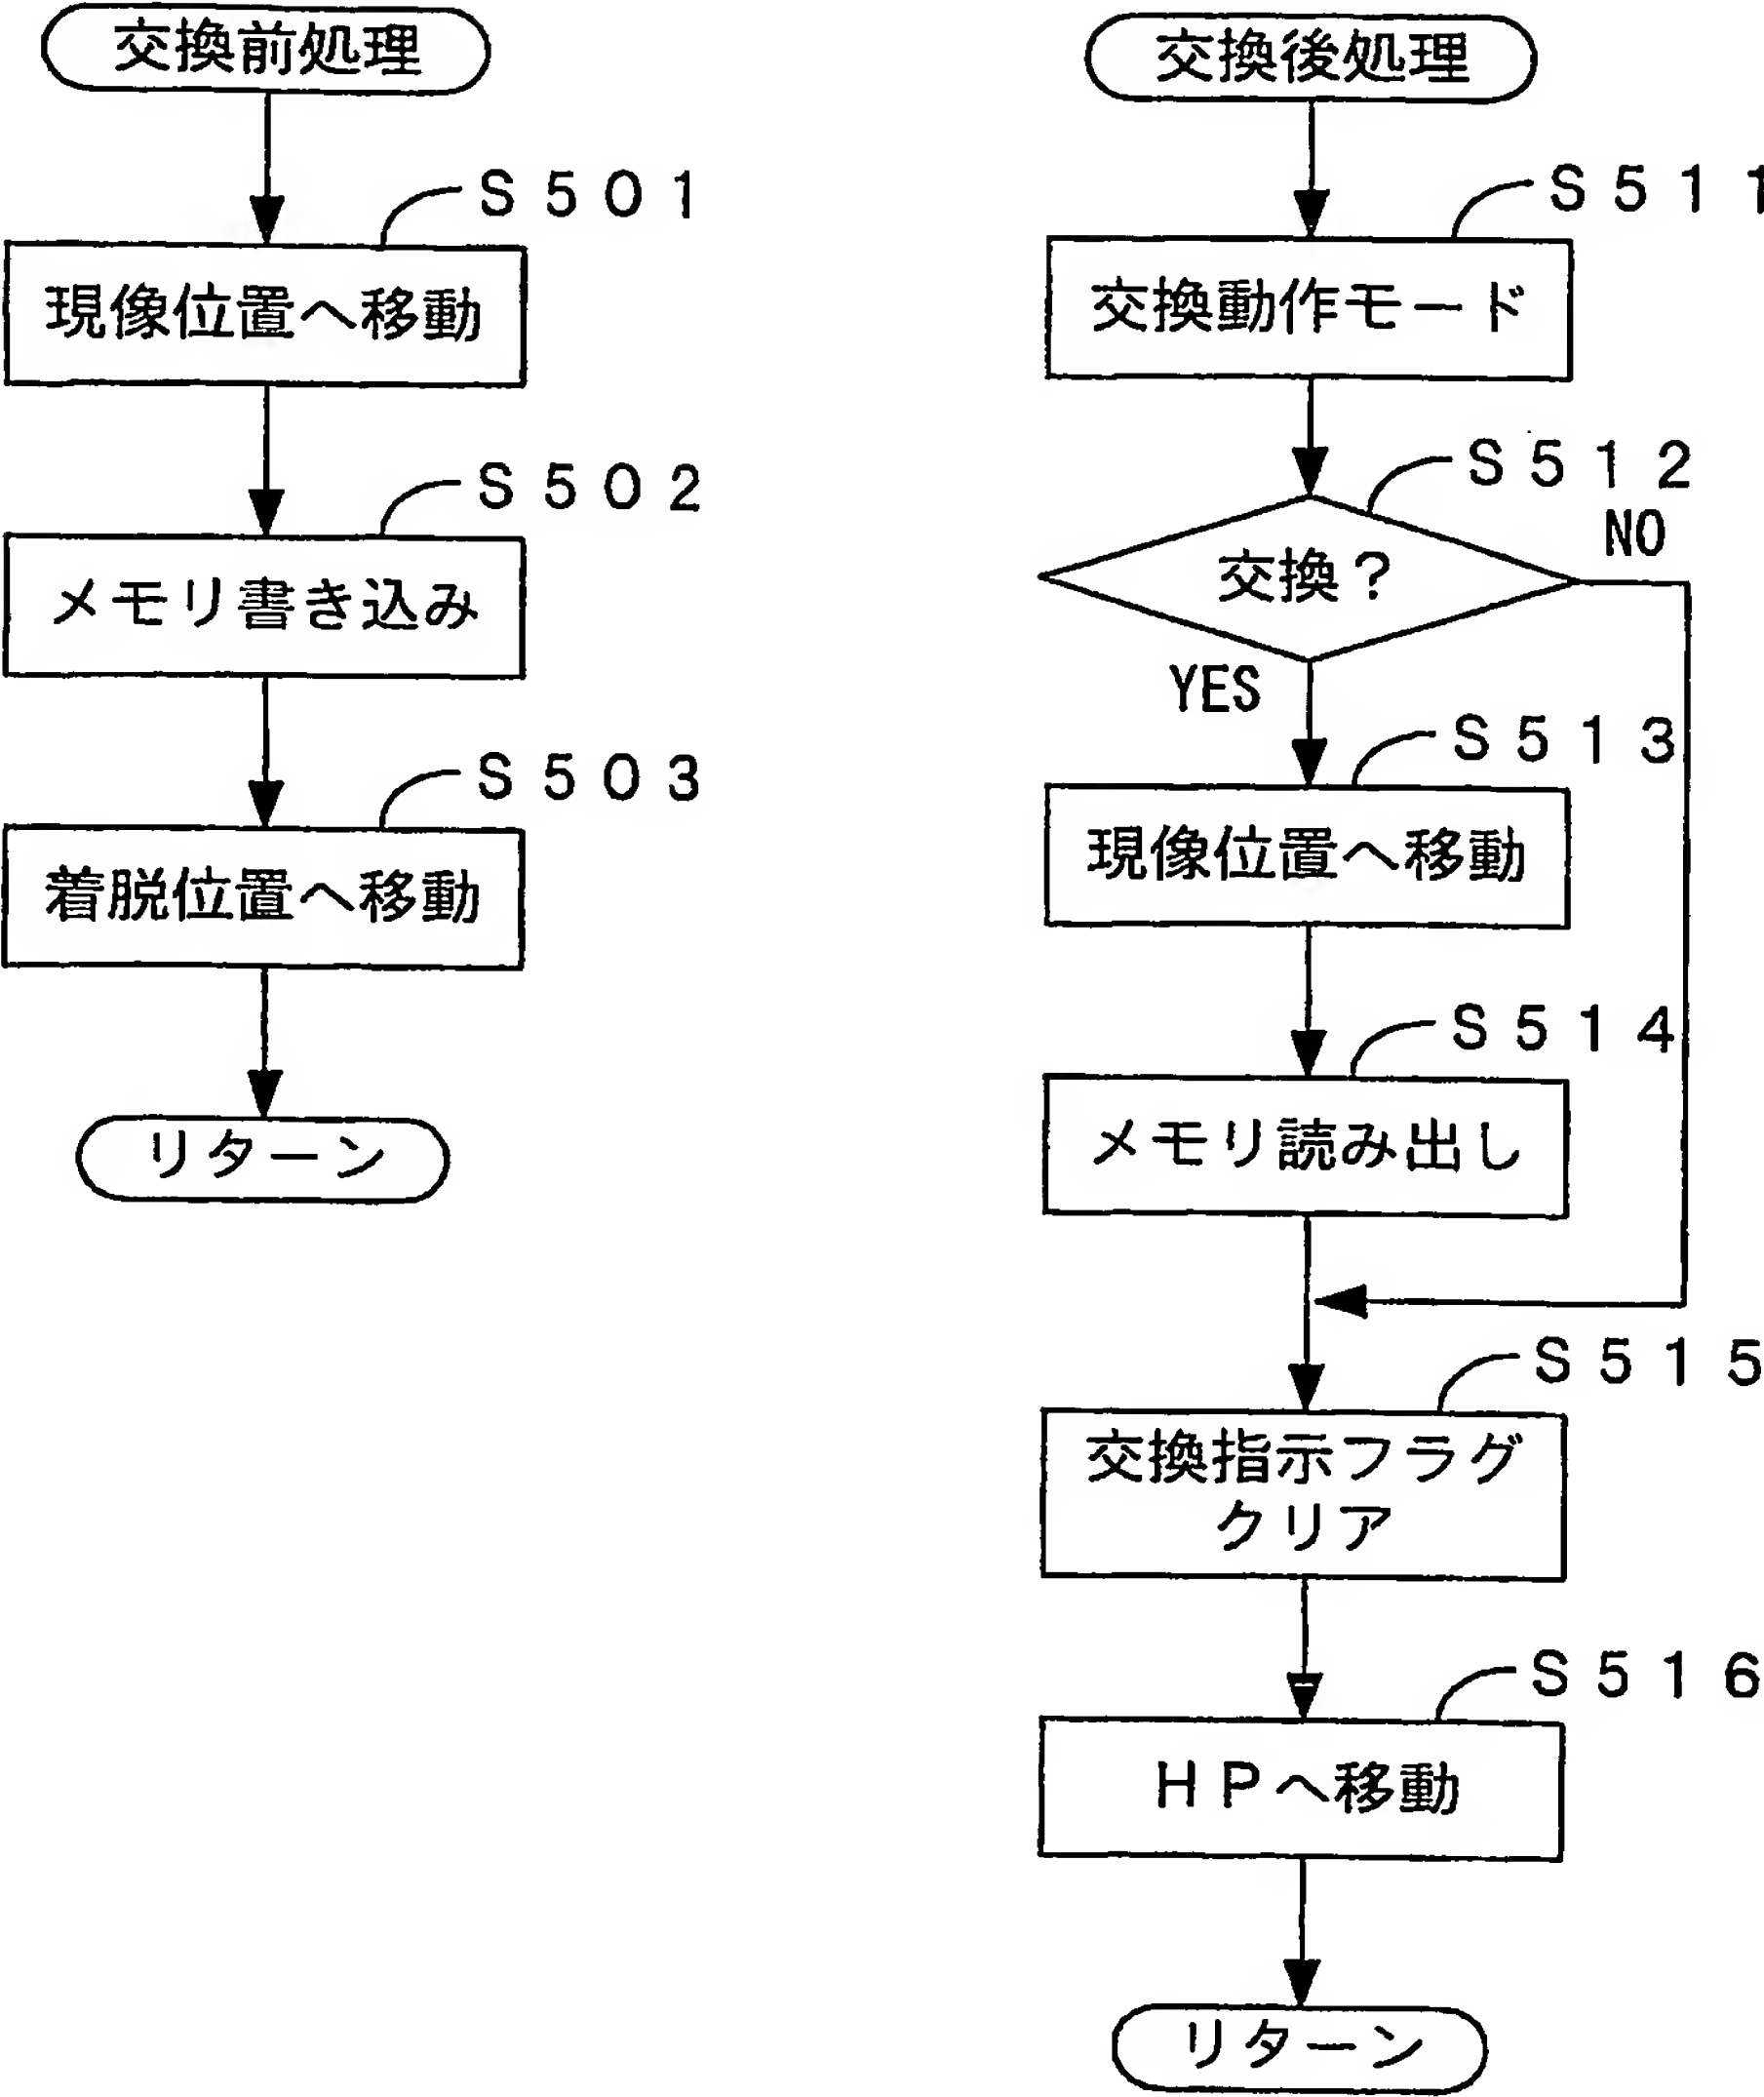 交換前処理
S501
現像位置へ移動
S502
メモリ書き込み
S503
着脱位置へ移動
リターン
交換後処理
S511
交換動作モード
S512
NO
交換？
YES
S513
現像位置へ移動
S514
メモリ読み出し
S515
交換指示フラグ
クリア
S516
HPへ移動
リターン